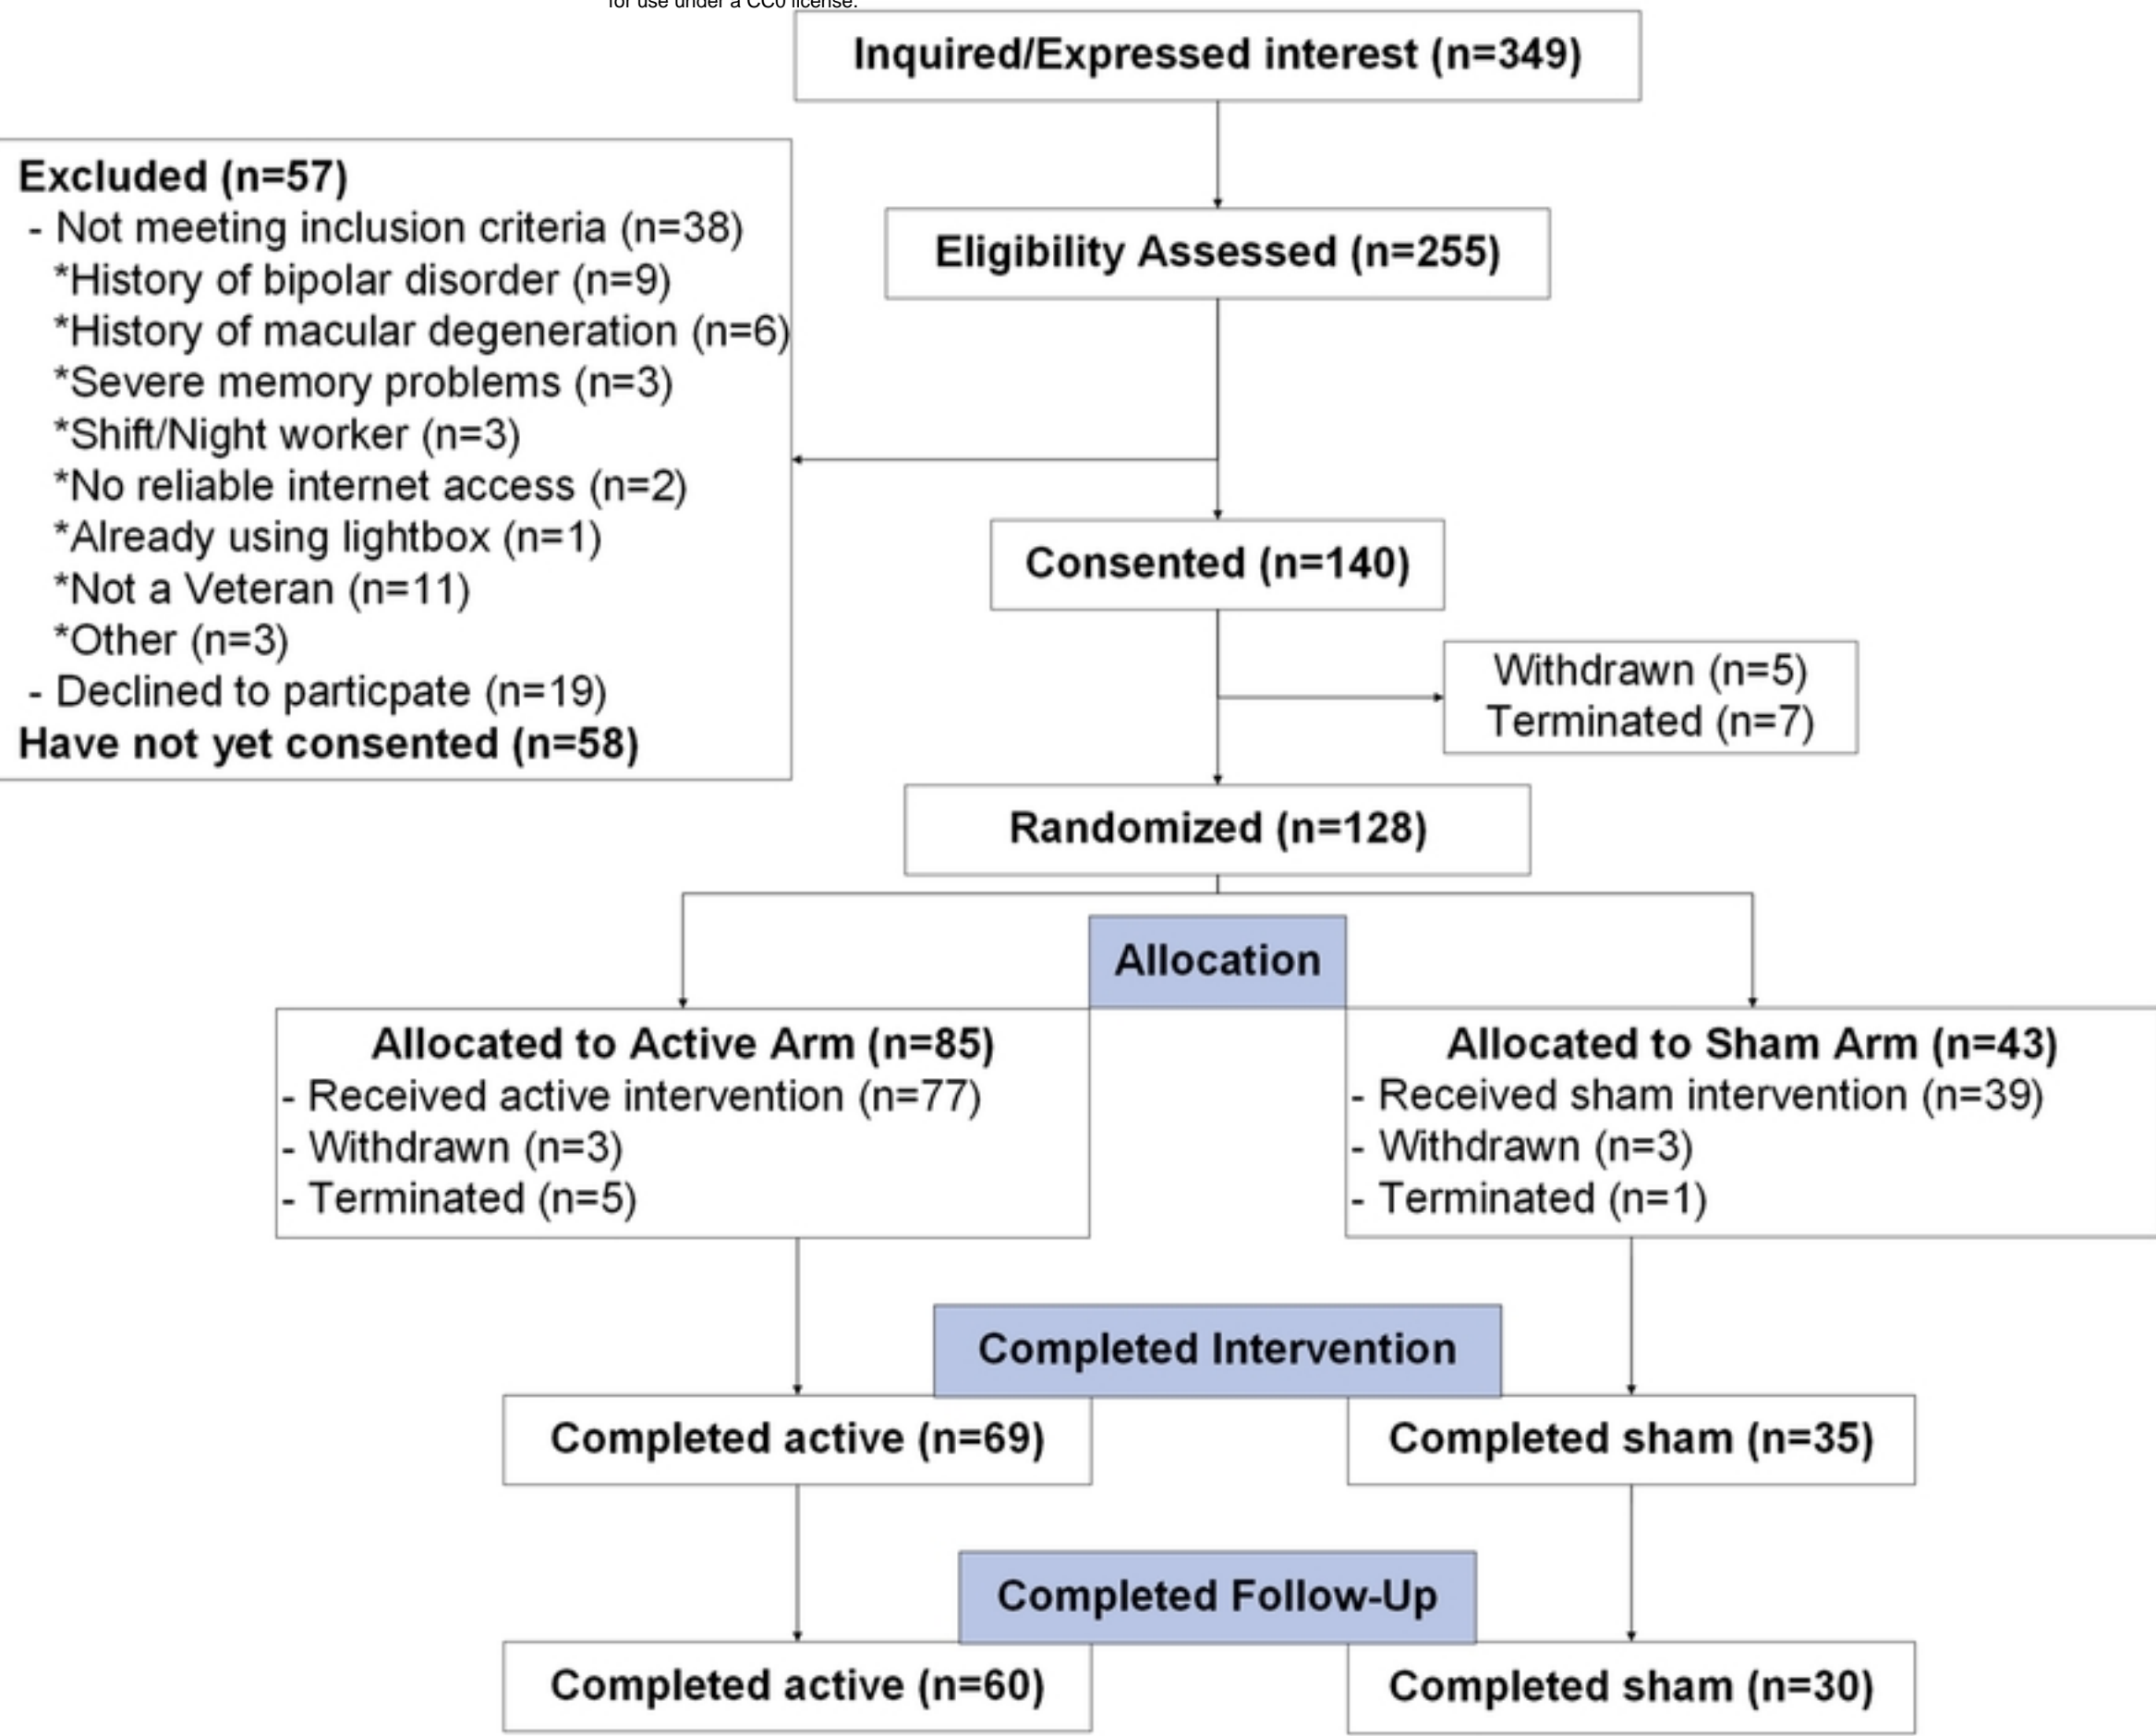 for use under a CC0 license.
Inquired/Expressed interest (n=349)
Excluded (n=57)
- Not meeting inclusion criteria (n=38)
*History of bipolar disorder (n=9)
*History of macular degeneration (n=6)
*Severe memory problems (n=3)
*Shift/Night worker (n=3)
*No reliable internet access (n=2)
*Already using lightbox (n=1)
*Not a Veteran (n=11)
*Other (n=3)
- Declined to particpate (n=19)
Have not yet consented (n=58)
Eligibility Assessed (n=255)
Consented (n=140)
Withdrawn (n=5)
Terminated (n=7)
Randomized (n=128)
Allocation
Allocated to Active Arm (n=85)
- Received active intervention (n=77)
- Withdrawn (n=3)
- Terminated (n=5)
Allocated to Sham Arm (n=43)
- Received sham intervention (n=39)
- Withdrawn (n=3)
- Terminated (n=1)
Completed Intervention
Completed active (n=69)
Completed sham (n=35)
Completed Follow-Up
Completed active (n=60)
Completed sham (n=30)